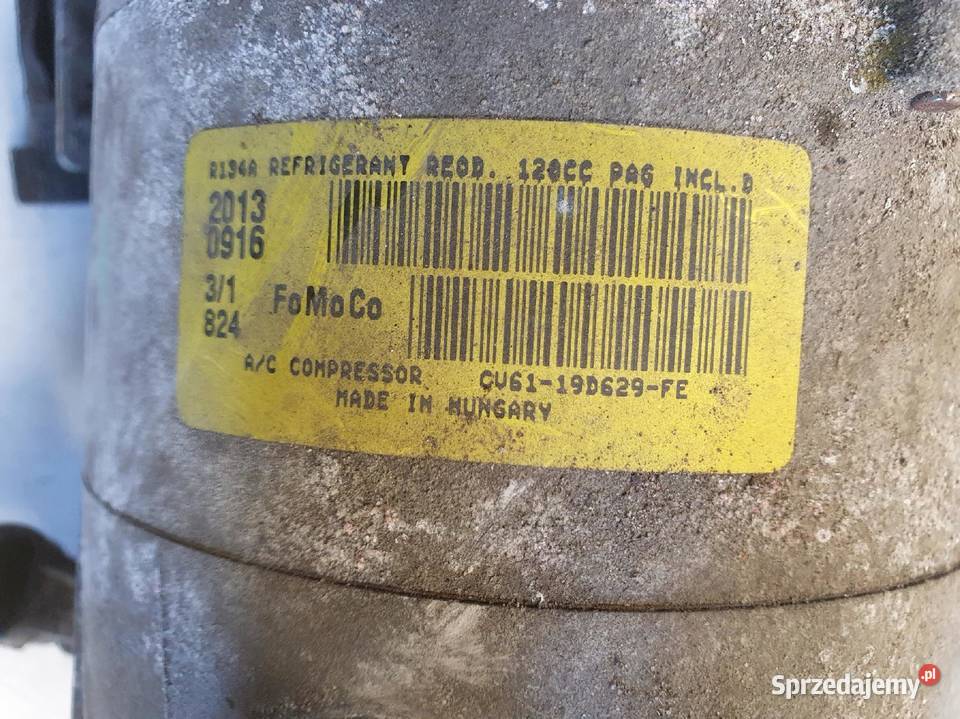 R134A REFRIGERANT REQD. 120CC PAG INCL.D
2013
0916
3/1
824
FoMoCo
A/C COMPRESSOR CV61-19D629-FE
MADE IN HUNGARY
Sprzedajemy.pl